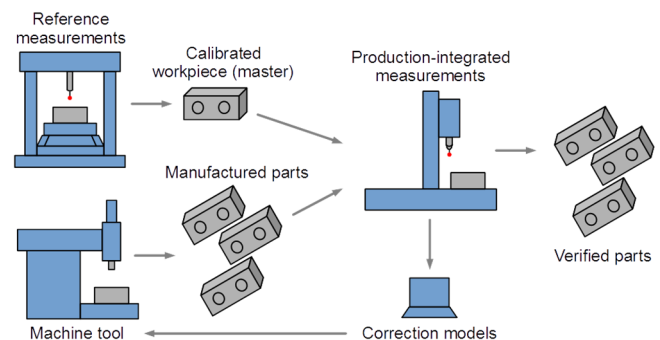 Reference
measurements
Calibrated
workpiece (master)
Production-integrated
measurements
Manufactured parts
Verified parts
Machine tool
Correction models